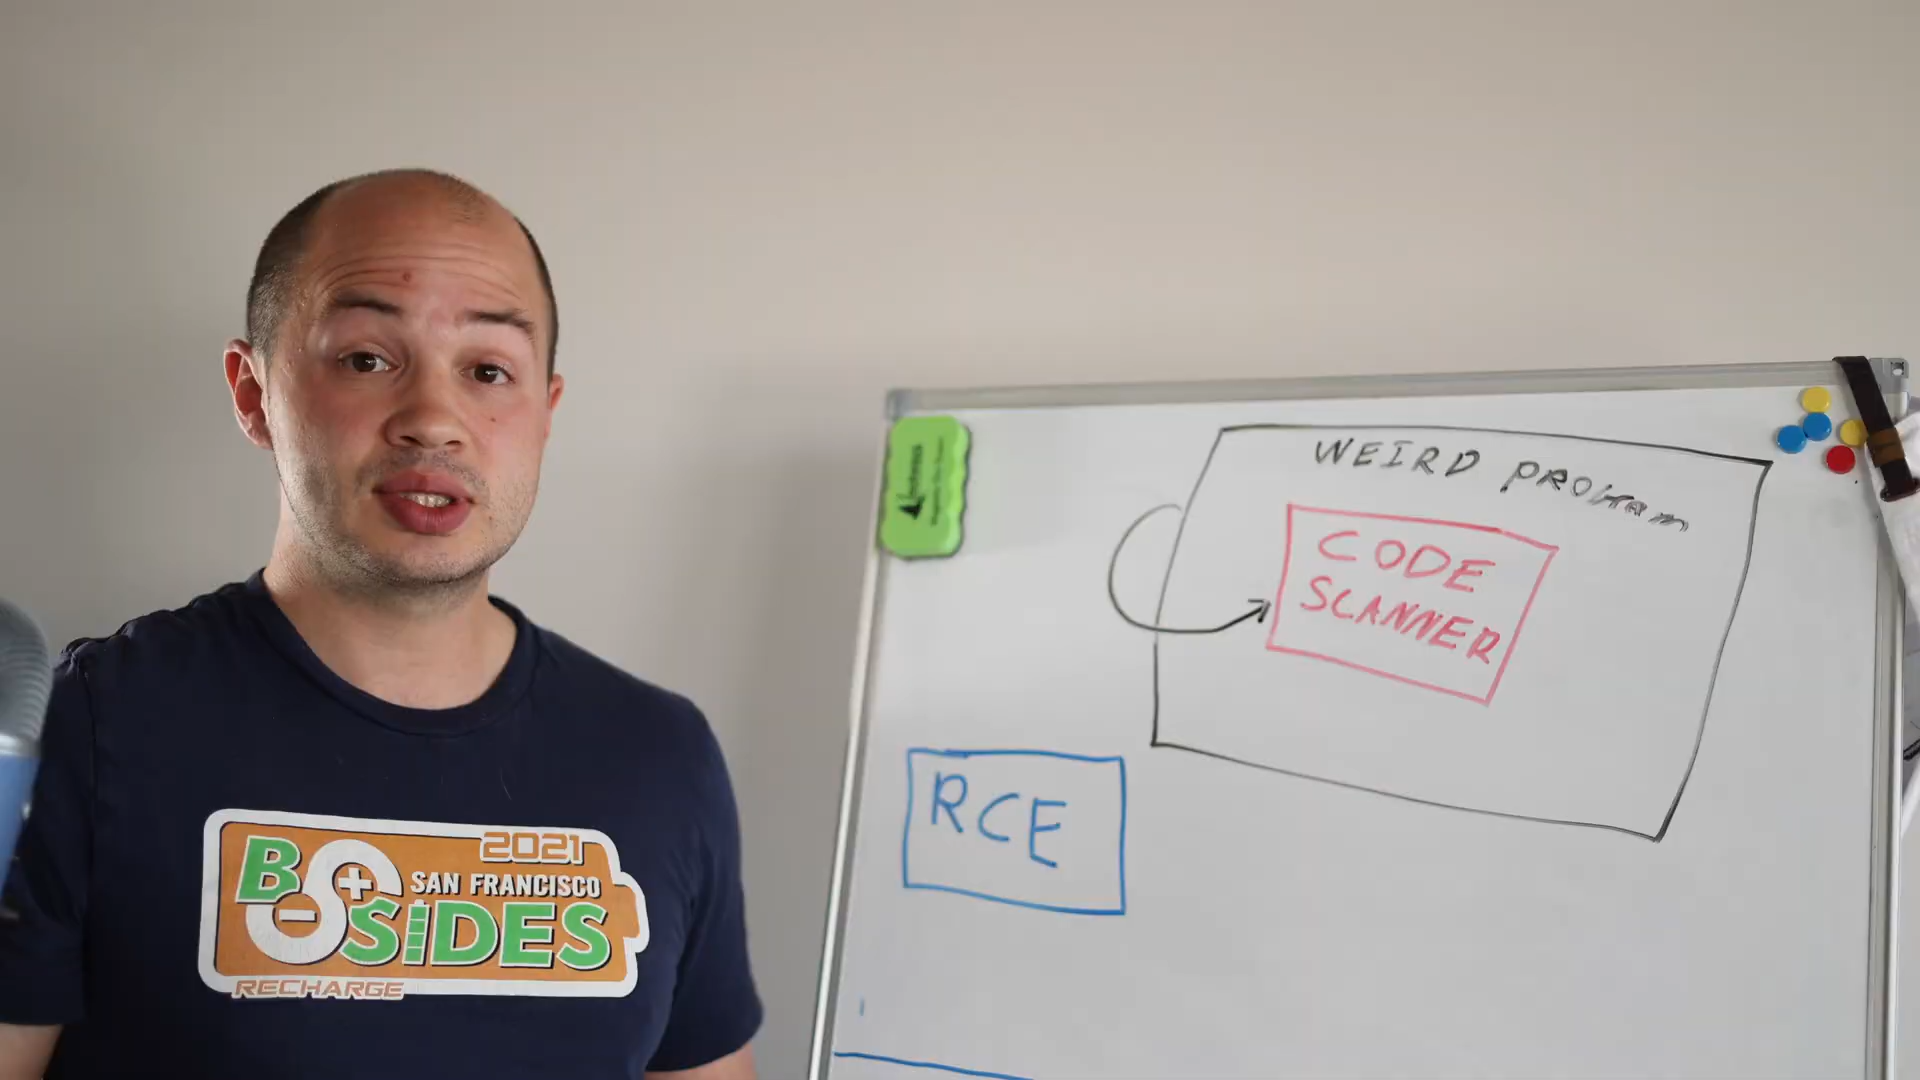 2021
BSIDES
SAN FRANCISCO
RECHARGE
WEIRD PROGRAM
CODE
SCANNER
RCE